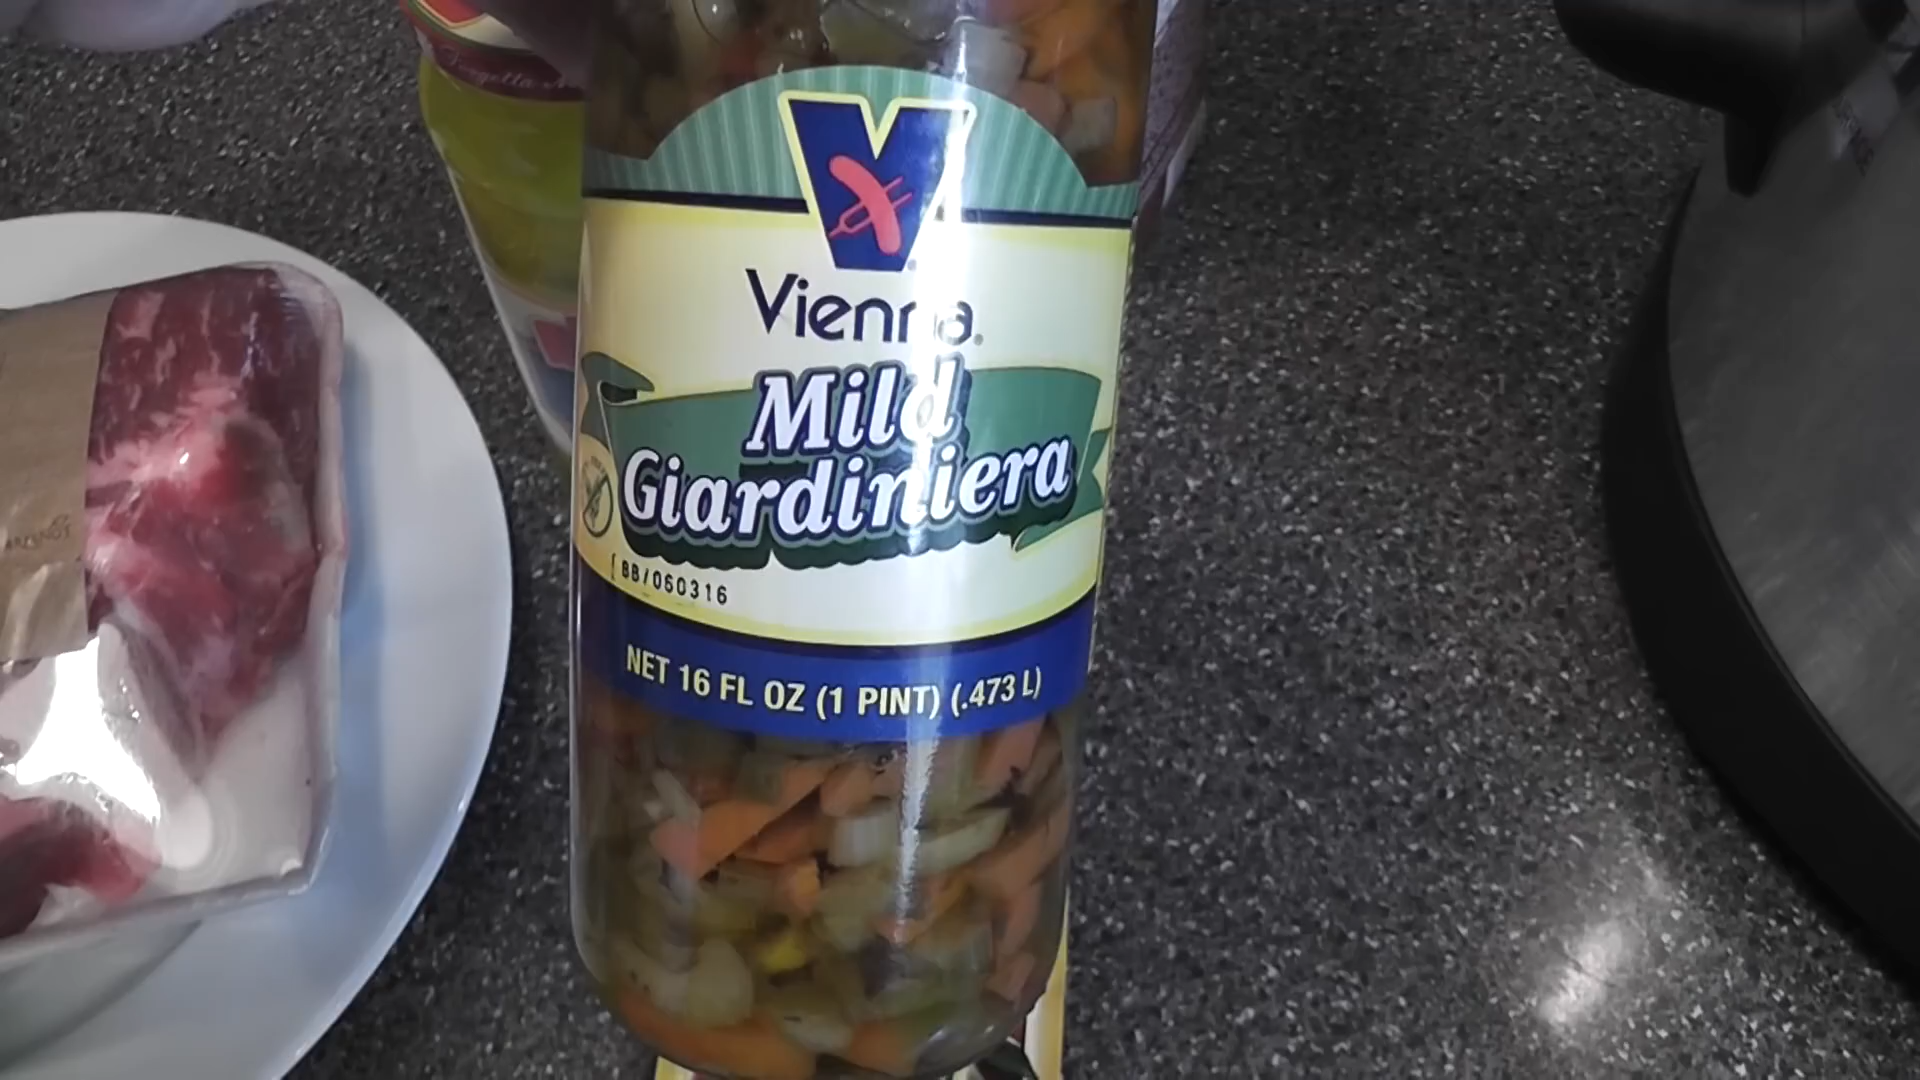 Vienna
Mild
Giardiniera
BB/060316
NET 16 FL OZ (1 PINT) (.473 L)